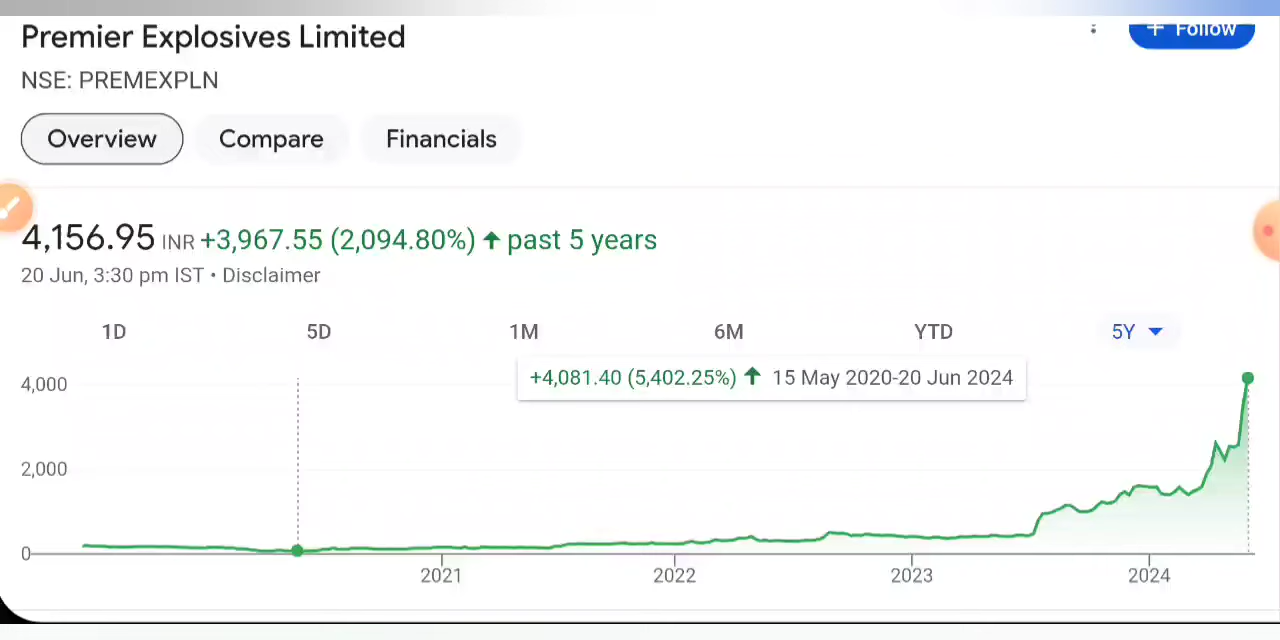 Premier Explosives Limited
+ Follow
NSE: PREMEXPLN
Overview Compare Financials
4,156.95 INR +3,967.55 (2,094.80%) ↑ past 5 years
20 Jun, 3:30 pm IST • Disclaimer
1D 5D 1M 6M YTD 5Y
+4,081.40 (5,402.25%) ↑ 15 May 2020-20 Jun 2024
4,000
2,000
0
2021 2022 2023 2024